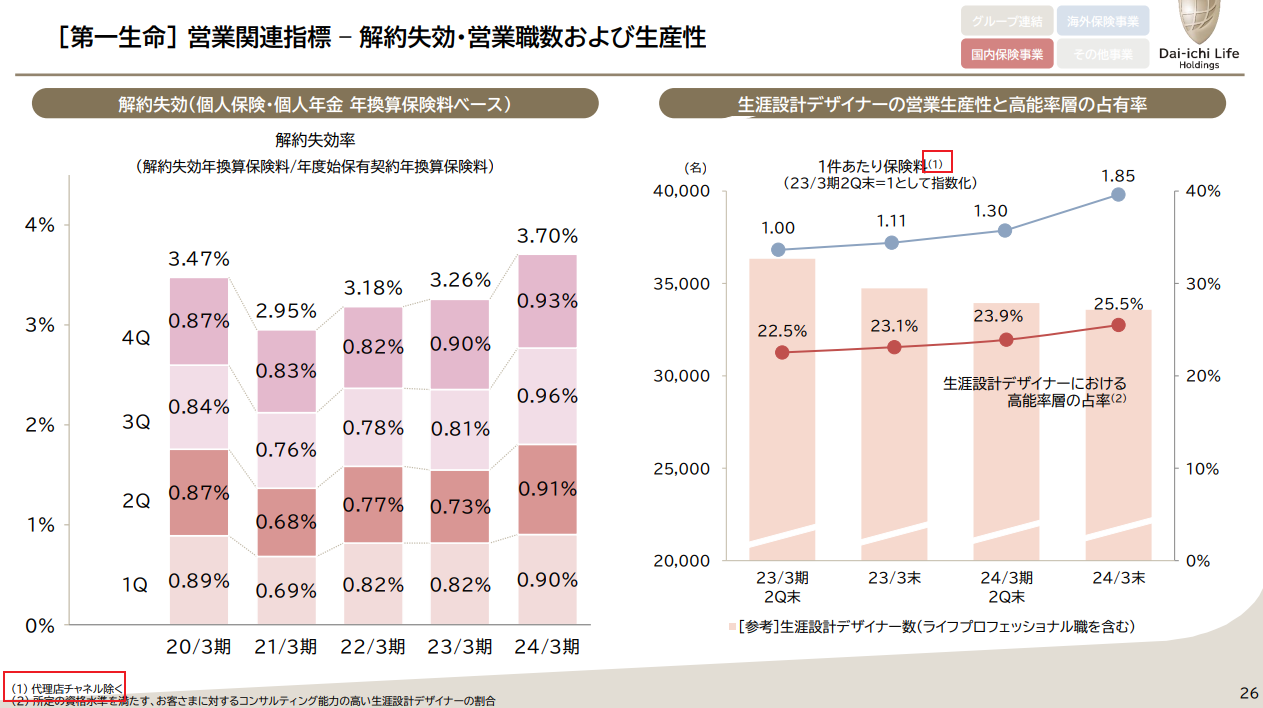 ［第一生命］営業関連指標 – 解約失効・営業職数および生産性
グループ連結
海外保険事業
国内保険事業
その他事業
Dai-ichi Life
Holdings
解約失効（個人保険・個人年金 年換算保険料ベース）
解約失効率
（解約失効年換算保険料/年度始保有契約年換算保険料）
4%
3%
2%
1%
0%
4Q
3Q
2Q
1Q
3.47%
0.87%
0.84%
0.87%
0.89%
2.95%
0.83%
0.76%
0.68%
0.69%
3.18%
0.82%
0.78%
0.77%
0.82%
3.26%
0.90%
0.81%
0.73%
0.82%
3.70%
0.93%
0.96%
0.91%
0.90%
20/3期
21/3期
22/3期
23/3期
24/3期
生涯設計デザイナーの営業生産性と高能率層の占有率
（名）
1件あたり保険料(1)
（23/3期2Q末＝1として指数化）
40,000
35,000
30,000
25,000
20,000
40%
30%
20%
10%
0%
1.00
1.11
1.30
1.85
22.5%
23.1%
23.9%
25.5%
生涯設計デザイナーにおける
高能率層の占率(2)
23/3期
2Q末
23/3末
24/3期
2Q末
24/3末
［参考］生涯設計デザイナー数（ライフプロフェッショナル職を含む）
(1) 代理店チャネル除く
(2) 所定の資格水準を満たす、お客さまに対するコンサルティング能力の高い生涯設計デザイナーの割合
26